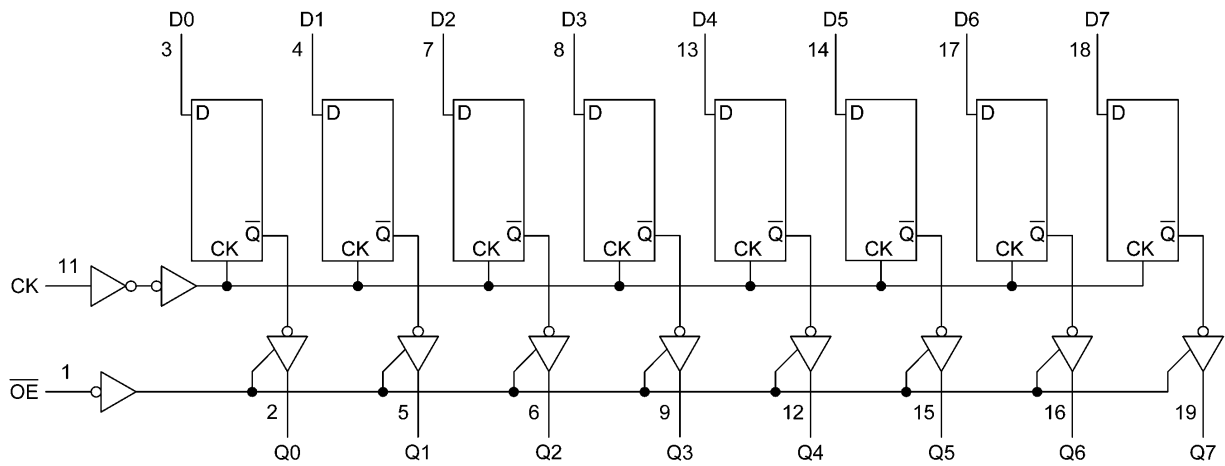 D0 D1 D2 D3 D4 D5 D6 D7
3 4 7 8 13 14 17 18
D D D D D D D D
Q̅ Q̅ Q̅ Q̅ Q̅ Q̅ Q̅ Q̅
CK CK CK CK CK CK CK CK
11
CK
1
O̅E̅
2 5 6 9 12 15 16 19
Q0 Q1 Q2 Q3 Q4 Q5 Q6 Q7